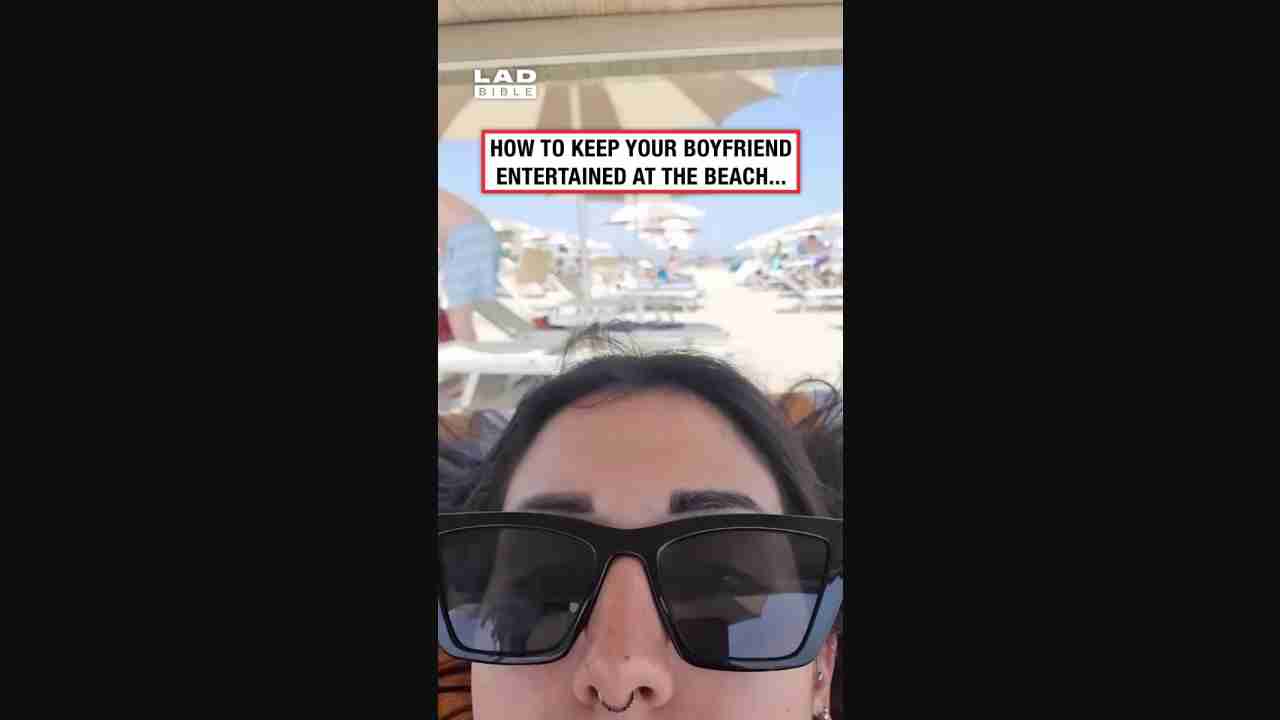 LAD
BIBLE
HOW TO KEEP YOUR BOYFRIEND
ENTERTAINED AT THE BEACH...